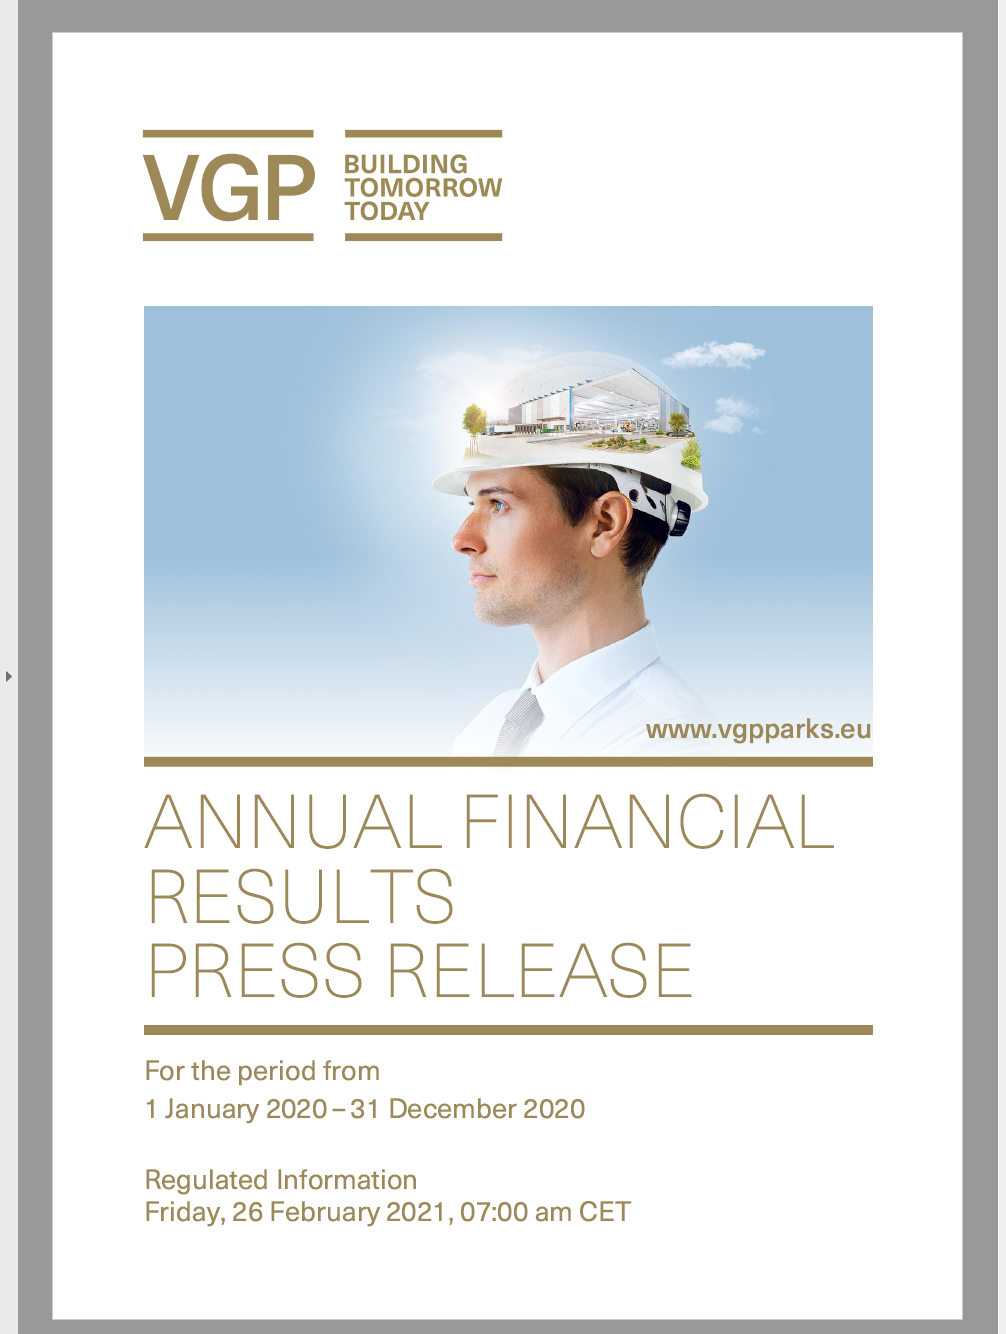 VGP
BUILDING
TOMORROW
TODAY
www.vgpparks.eu
ANNUAL FINANCIAL
RESULTS
PRESS RELEASE
For the period from
1 January 2020 – 31 December 2020
Regulated Information
Friday, 26 February 2021, 07:00 am CET